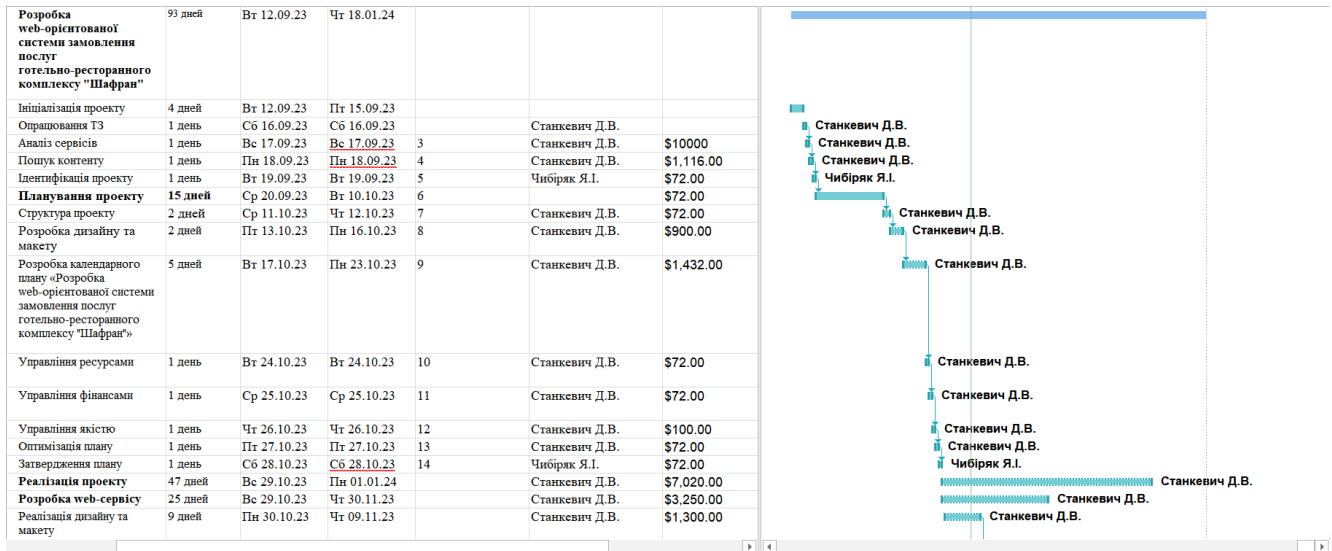 Розробка 93 дней Вт 12.09.23 Чт 18.01.24
web-орієнтованої
системи замовлення
послуг
готельно-ресторанного
комплексу "Шафран"
Ініціалізація проекту 4 дней Вт 12.09.23 Пт 15.09.23
Опрацювання ТЗ 1 день Сб 16.09.23 Сб 16.09.23 Станкевич Д.В. Станкевич Д.В.
Аналіз сервісів 1 день Вс 17.09.23 Вс 17.09.23 3 Станкевич Д.В. $10000 Станкевич Д.В.
Пошук контенту 1 день Пн 18.09.23 Пн 18.09.23 4 Станкевич Д.В. $1,116.00 Станкевич Д.В.
Ідентифікація проекту 1 день Вт 19.09.23 Вт 19.09.23 5 Чибіряк Я.І. $72.00 Чибіряк Я.І.
Планування проекту 15 дней Ср 20.09.23 Вт 10.10.23 6 $72.00
Структура проекту 2 дней Ср 11.10.23 Чт 12.10.23 7 Станкевич Д.В. $72.00 Станкевич Д.В.
Розробка дизайну та 2 дней Пт 13.10.23 Пн 16.10.23 8 Станкевич Д.В. $900.00 Станкевич Д.В.
макету
Розробка календарного 5 дней Вт 17.10.23 Пн 23.10.23 9 Станкевич Д.В. $1,432.00 Станкевич Д.В.
плану «Розробка
web-орієнтованої системи
замовлення послуг
готельно-ресторанного
комплексу "Шафран"»
Управління ресурсами 1 день Вт 24.10.23 Вт 24.10.23 10 Станкевич Д.В. $72.00 Станкевич Д.В.
Управління фінансами 1 день Ср 25.10.23 Ср 25.10.23 11 Станкевич Д.В. $72.00 Станкевич Д.В.
Управління якістю 1 день Чт 26.10.23 Чт 26.10.23 12 Станкевич Д.В. $100.00 Станкевич Д.В.
Оптимізація плану 1 день Пт 27.10.23 Пт 27.10.23 13 Станкевич Д.В. $72.00 Станкевич Д.В.
Затвердження плану 1 день Сб 28.10.23 Сб 28.10.23 14 Чибіряк Я.І. $72.00 Чибіряк Я.І.
Реалізація проекту 47 дней Вс 29.10.23 Пн 01.01.24 Станкевич Д.В. $7,020.00 Станкевич Д.В.
Розробка web-сервісу 25 дней Вс 29.10.23 Чт 30.11.23 Станкевич Д.В. $3,250.00 Станкевич Д.В.
Реалізація дизайну та 9 дней Пн 30.10.23 Чт 09.11.23 Станкевич Д.В. $1,300.00 Станкевич Д.В.
макету